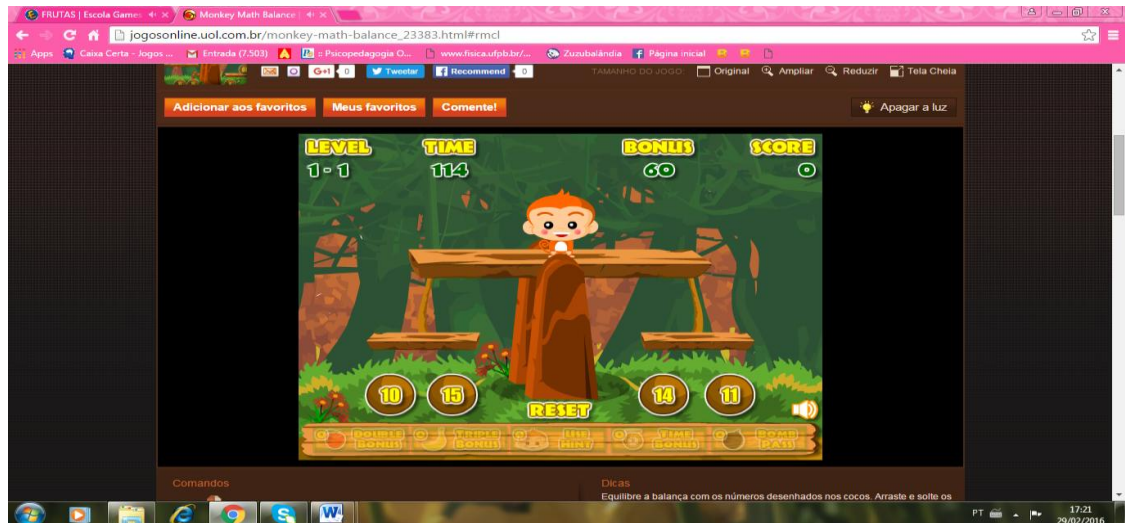 FRUTAS | Escola Games
Monkey Math Balance |
jogosonline.uol.com.br/monkey-math-balance_23383.html#rmcl
Apps Caixa Certa - Jogos ... Entrada (7.503) :: Psicopedagogia O... www.fisica.ufpb.br/... Zuzubalândia Página inicial
G+1 0 Tweetar Recommend 0 TAMANHO DO JOGO: Original Ampliar Reduzir Tela Cheia
Adicionar aos favoritos Meus favoritos Comente! Apagar a luz
LEVEL TIME BONUS SCORE
1-1 114 60 0
10 15 14 11
RESET
DOUBLE BONUS TRIPLE BONUS USE HINT TIME BONUS BOMB PASS
Comandos Dicas
Equilibre a balança com os números desenhados nos cocos. Arraste e solte os
PT 17:21
29/02/2016